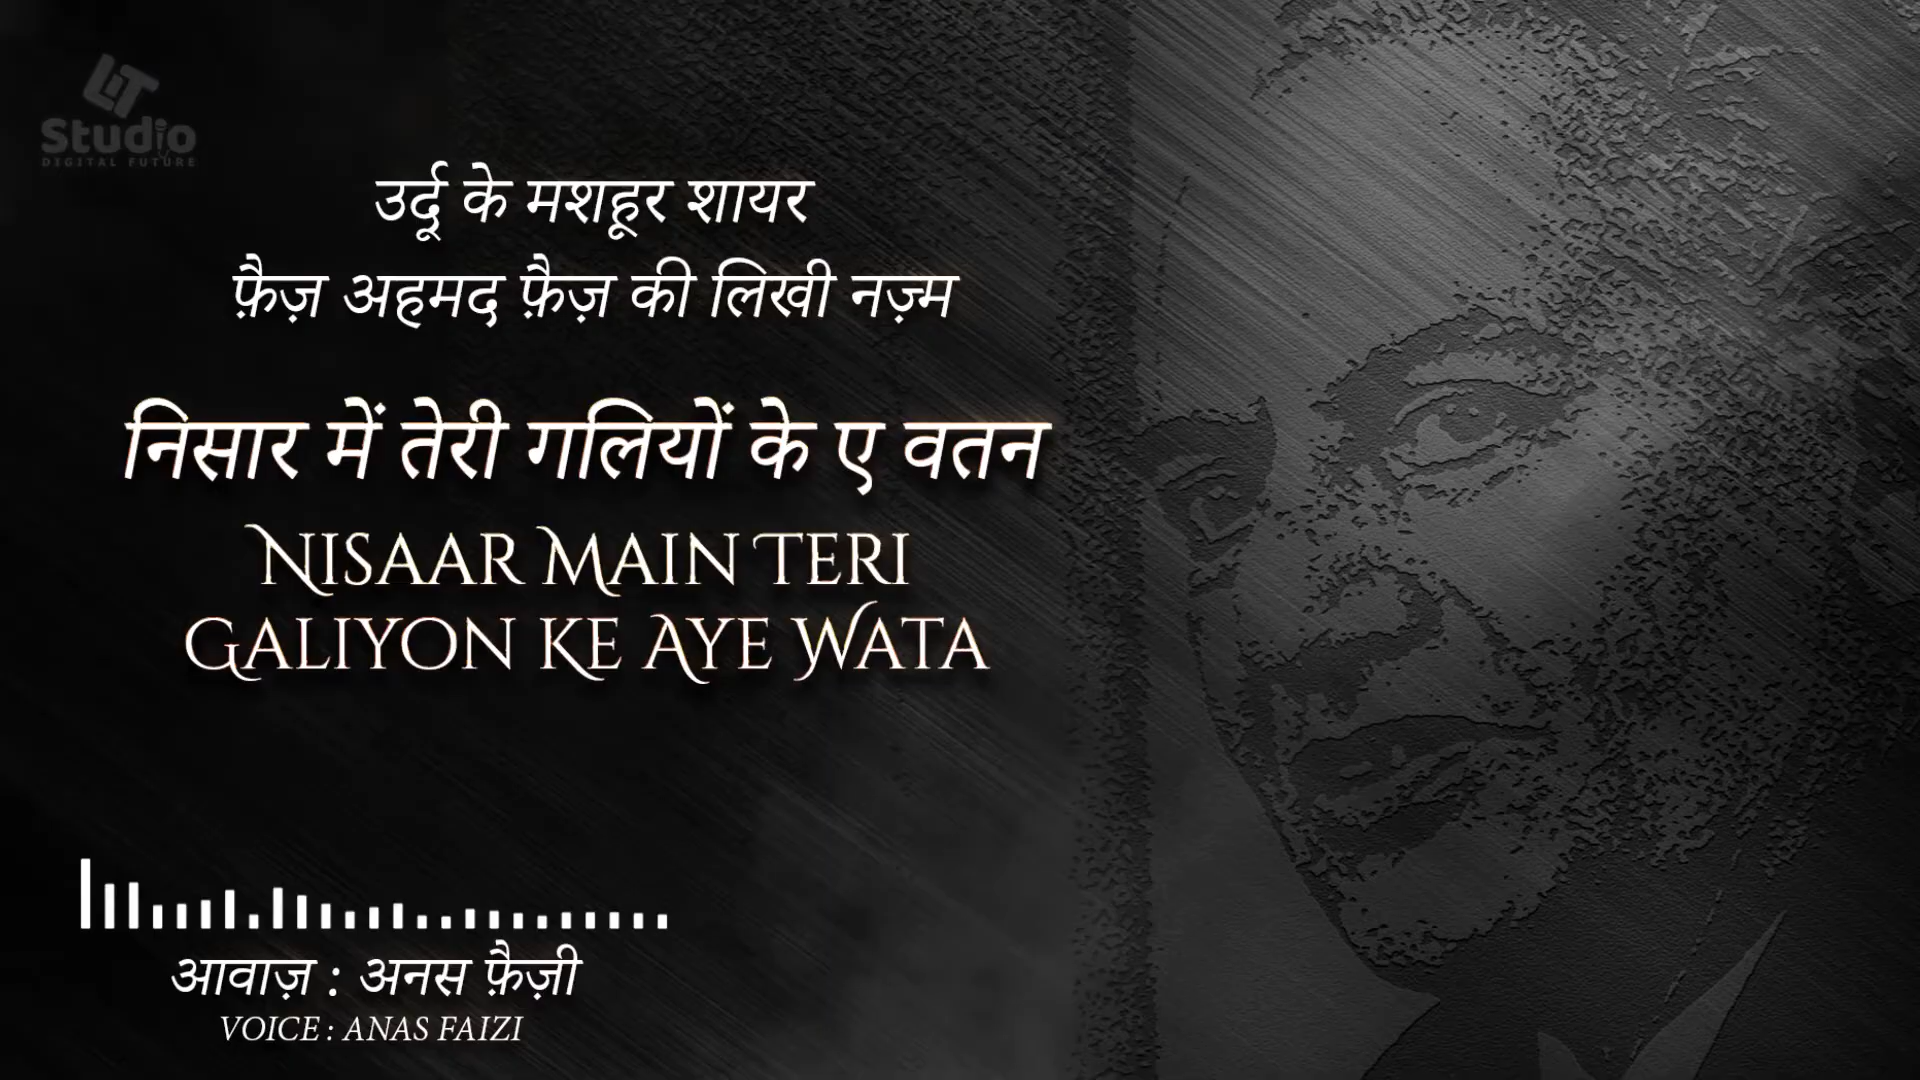 LIT
Studio
DIGITAL FUTURE
उर्दू के मशहूर शायर
फ़ैज़ अहमद फ़ैज़ की लिखी नज़्म
निसार में तेरी गलियों के ए वतन
NISAAR MAIN TERI
GALIYON KE AYE WATA
आवाज़ : अनस फ़ैज़ी
VOICE : ANAS FAIZI